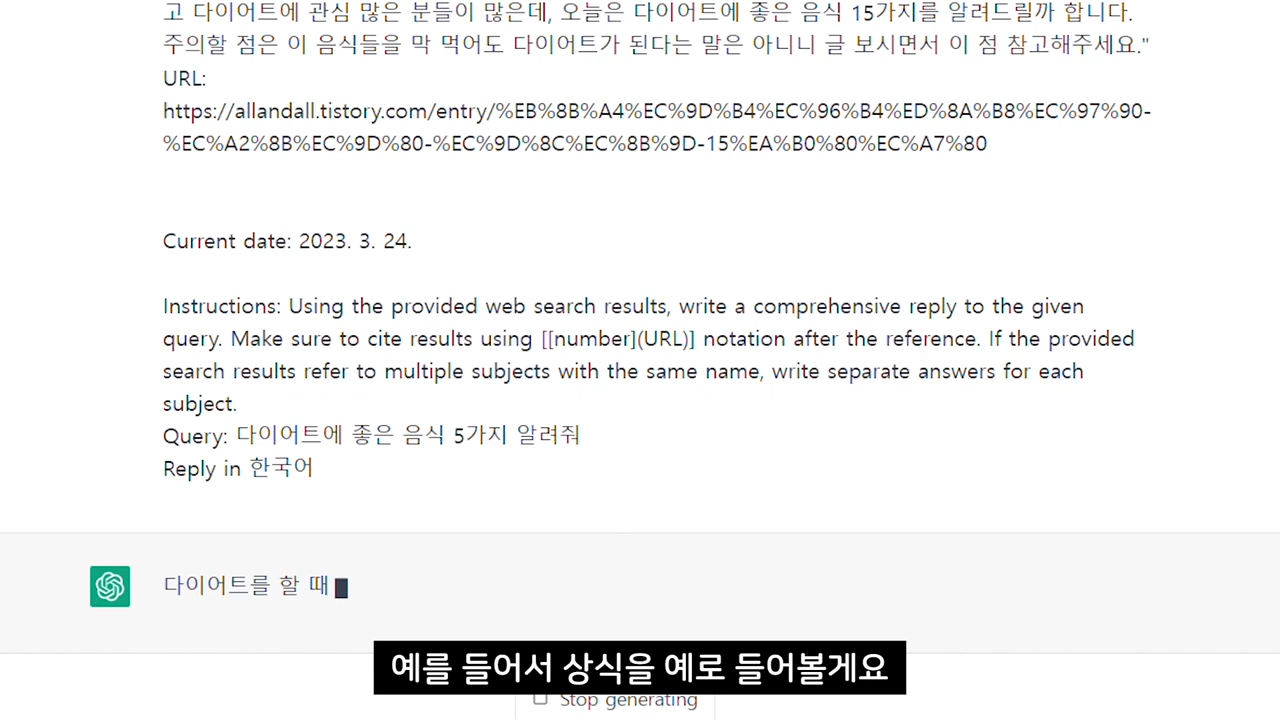 고 다이어트에 관심 많은 분들이 많은데, 오늘은 다이어트에 좋은 음식 15가지를 알려드릴까 합니다.
주의할 점은 이 음식들을 막 먹어도 다이어트가 된다는 말은 아니니 글 보시면서 이 점 참고해주세요."
URL:
https://allandall.tistory.com/entry/%EB%8B%A4%EC%9D%B4%EC%96%B4%ED%8A%B8%EC%97%90-
%EC%A2%8B%EC%9D%80-%EC%9D%8C%EC%8B%9D-15%EA%B0%80%EC%A7%80
Current date: 2023. 3. 24.
Instructions: Using the provided web search results, write a comprehensive reply to the given
query. Make sure to cite results using [[number](URL)] notation after the reference. If the provided
search results refer to multiple subjects with the same name, write separate answers for each
subject.
Query: 다이어트에 좋은 음식 5가지 알려줘
Reply in 한국어
다이어트를 할 때
예를 들어서 상식을 예로 들어볼게요
Stop generating